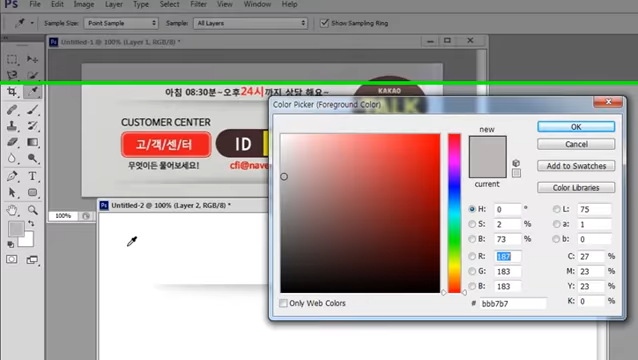 Ps File Edit Image Layer Type Select Filter View Window Help
Sample Size: Point Sample Sample: All Layers Show Sampling Ring
Ps Untitled-1 @ 100% (Layer 1, RGB/8) *
아침 08:30분~오후24시까지 상담 해요~
KAKAO
TALK
CUSTOMER CENTER
고/객/센/터
ID
무엇이든 물어보세요!
cfi@nave
100%
Ps Untitled-2 @ 100% (Layer 2, RGB/8) *
Color Picker (Foreground Color)
new
current
OK
Cancel
Add to Swatches
Color Libraries
H: 0 °
S: 2 %
B: 73 %
R: 187
G: 183
B: 183
L: 75
a: 1
b: 0
C: 27 %
M: 23 %
Y: 23 %
K: 0 %
# bbb7b7
Only Web Colors